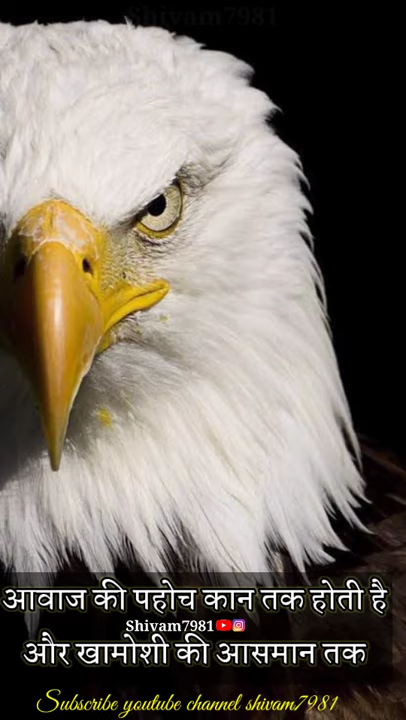 Shivam7981
आवाज की पहोच कान तक होती है
Shivam7981
और खामोशी की आसमान तक
Subscribe youtube channel shivam7981